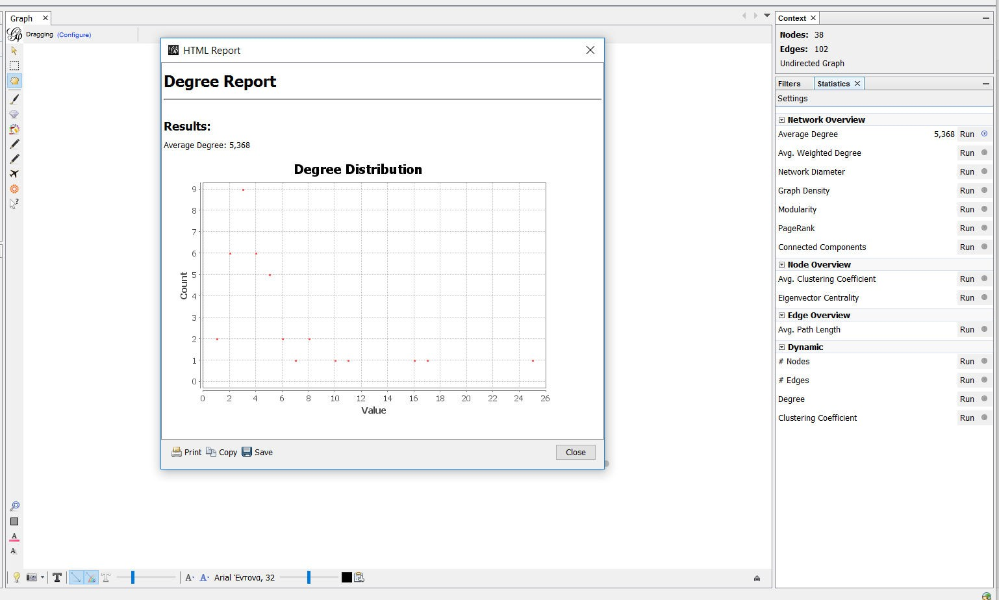 Graph
Dragging (Configure)
HTML Report
Degree Report
Results:
Average Degree: 5,368
Degree Distribution
9
8
7
6
5
4
3
2
1
0
Count
0 2 4 6 8 10 12 14 16 18 20 22 24 26
Value
Print Copy Save Close
Arial Έντονα, 32
Context
Nodes: 38
Edges: 102
Undirected Graph
Filters Statistics
Settings
Network Overview
Average Degree 5,368 Run
Avg. Weighted Degree Run
Network Diameter Run
Graph Density Run
Modularity Run
PageRank Run
Connected Components Run
Node Overview
Avg. Clustering Coefficient Run
Eigenvector Centrality Run
Edge Overview
Avg. Path Length Run
Dynamic
# Nodes Run
# Edges Run
Degree Run
Clustering Coefficient Run